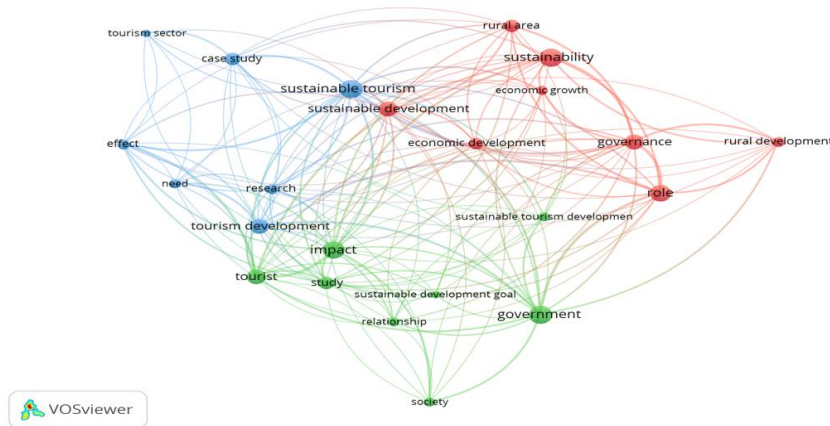 rural area
tourism sector
case study
sustainability
sustainable tourism
economic growth
sustainable development
effect
economic development
governance
rural development
need
research
role
sustainable tourism developmen
tourism development
impact
tourist
study
sustainable development goal
government
relationship
society
VOSviewer